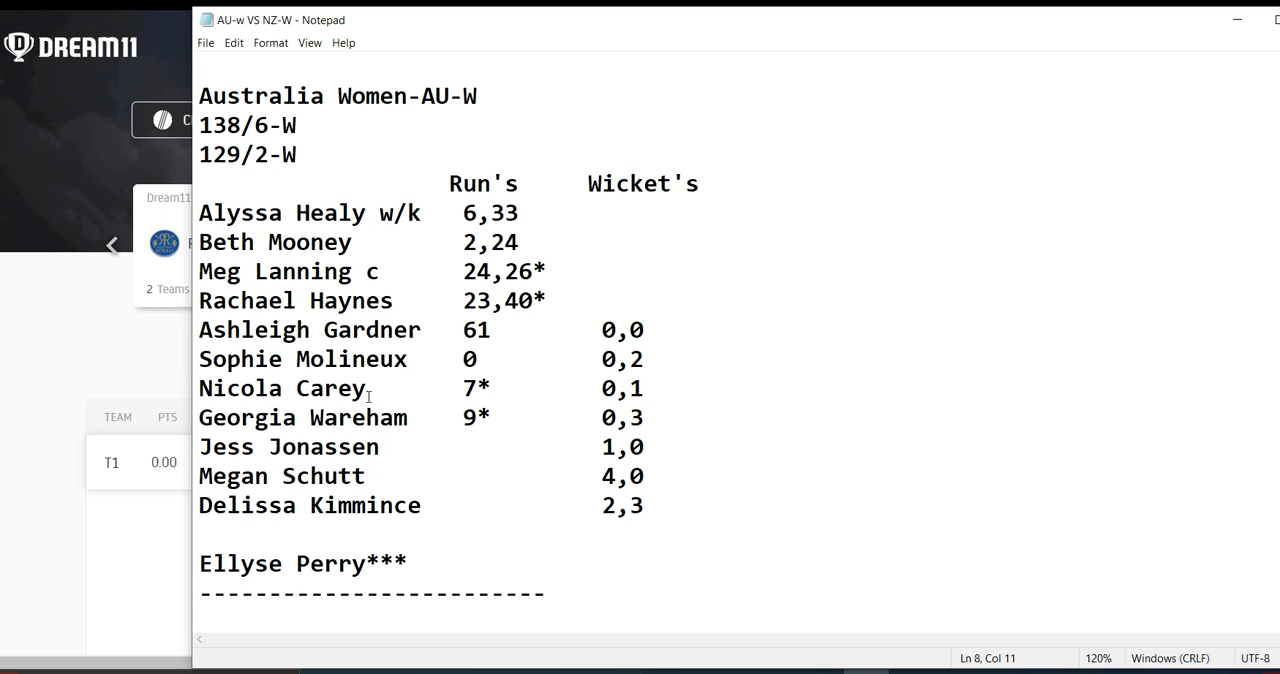 AU-w VS NZ-W - Notepad
File Edit Format View Help
DREAM11
C
Dream11
2 Teams
TEAM PTS
T1 0.00
Australia Women-AU-W
138/6-W
129/2-W
Run's Wicket's
Alyssa Healy w/k 6,33
Beth Mooney 2,24
Meg Lanning c 24,26*
Rachael Haynes 23,40*
Ashleigh Gardner 61 0,0
Sophie Molineux 0 0,2
Nicola Carey 7* 0,1
Georgia Wareham 9* 0,3
Jess Jonassen 1,0
Megan Schutt 4,0
Delissa Kimmince 2,3
Ellyse Perry***
-------------------------
Ln 8, Col 11 120% Windows (CRLF) UTF-8